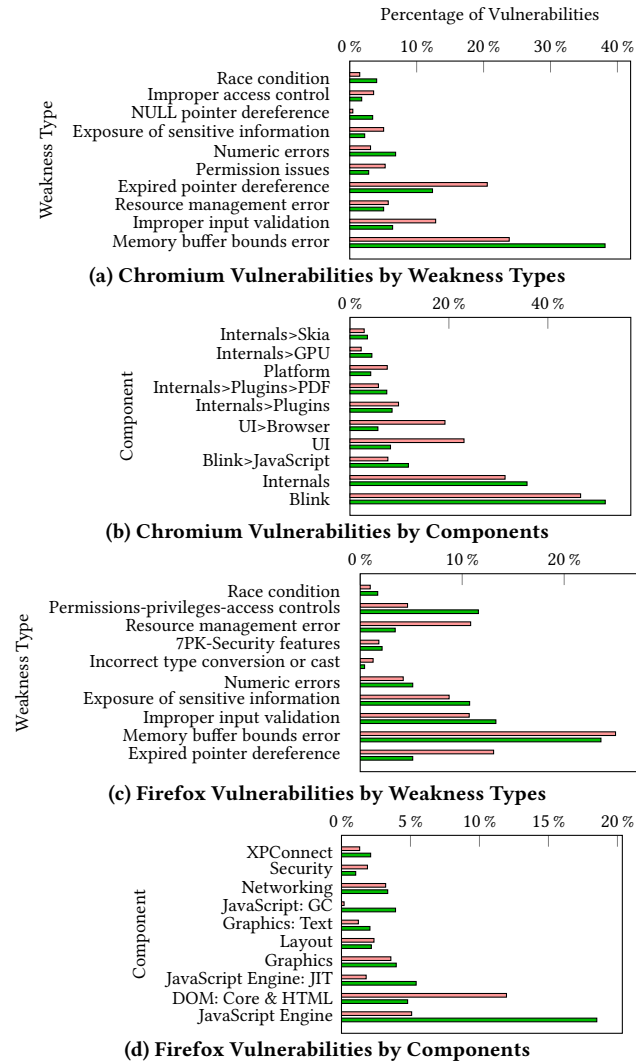 Percentage of Vulnerabilities
0 % 10 % 20 % 30 % 40 %
Weakness Type
Race condition
Improper access control
NULL pointer dereference
Exposure of sensitive information
Numeric errors
Permission issues
Expired pointer dereference
Resource management error
Improper input validation
Memory buffer bounds error
(a) Chromium Vulnerabilities by Weakness Types
0 % 20 % 40 %
Component
Internals>Skia
Internals>GPU
Platform
Internals>Plugins>PDF
Internals>Plugins
UI>Browser
UI
Blink>JavaScript
Internals
Blink
(b) Chromium Vulnerabilities by Components
0 % 10 % 20 %
Weakness Type
Race condition
Permissions-privileges-access controls
Resource management error
7PK-Security features
Incorrect type conversion or cast
Numeric errors
Exposure of sensitive information
Improper input validation
Memory buffer bounds error
Expired pointer dereference
(c) Firefox Vulnerabilities by Weakness Types
0 % 5 % 10 % 15 % 20 %
Component
XPConnect
Security
Networking
JavaScript: GC
Graphics: Text
Layout
Graphics
JavaScript Engine: JIT
DOM: Core & HTML
JavaScript Engine
(d) Firefox Vulnerabilities by Components